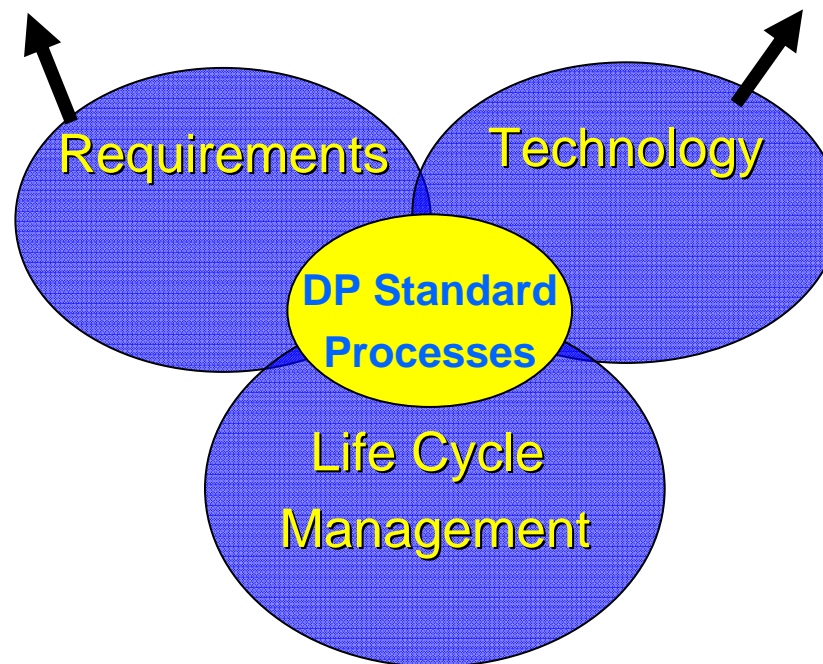 Requirements
Technology
DP Standard
Processes
Life Cycle
Management